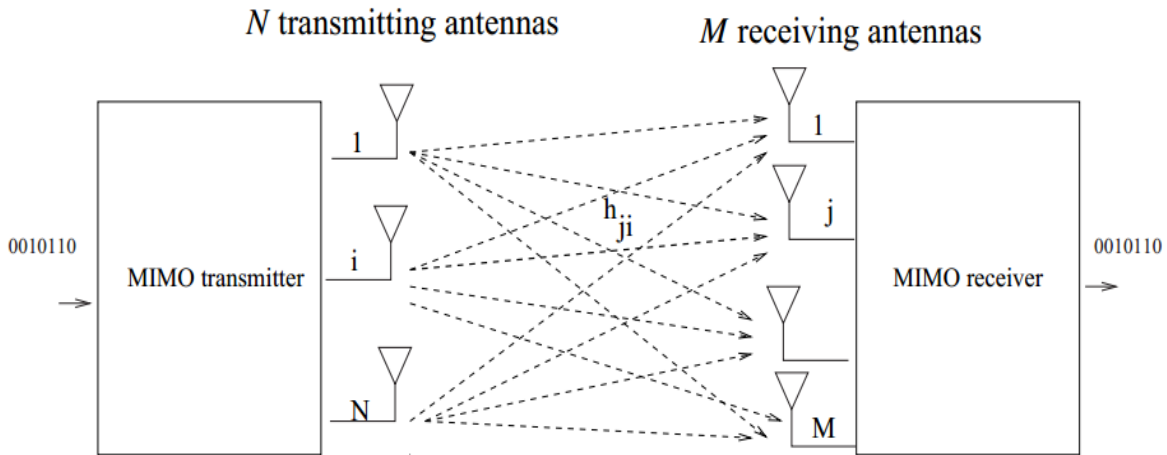 N transmitting antennas
M receiving antennas
1
1
h
ji
j
0010110
i
0010110
MIMO transmitter
MIMO receiver
N
M